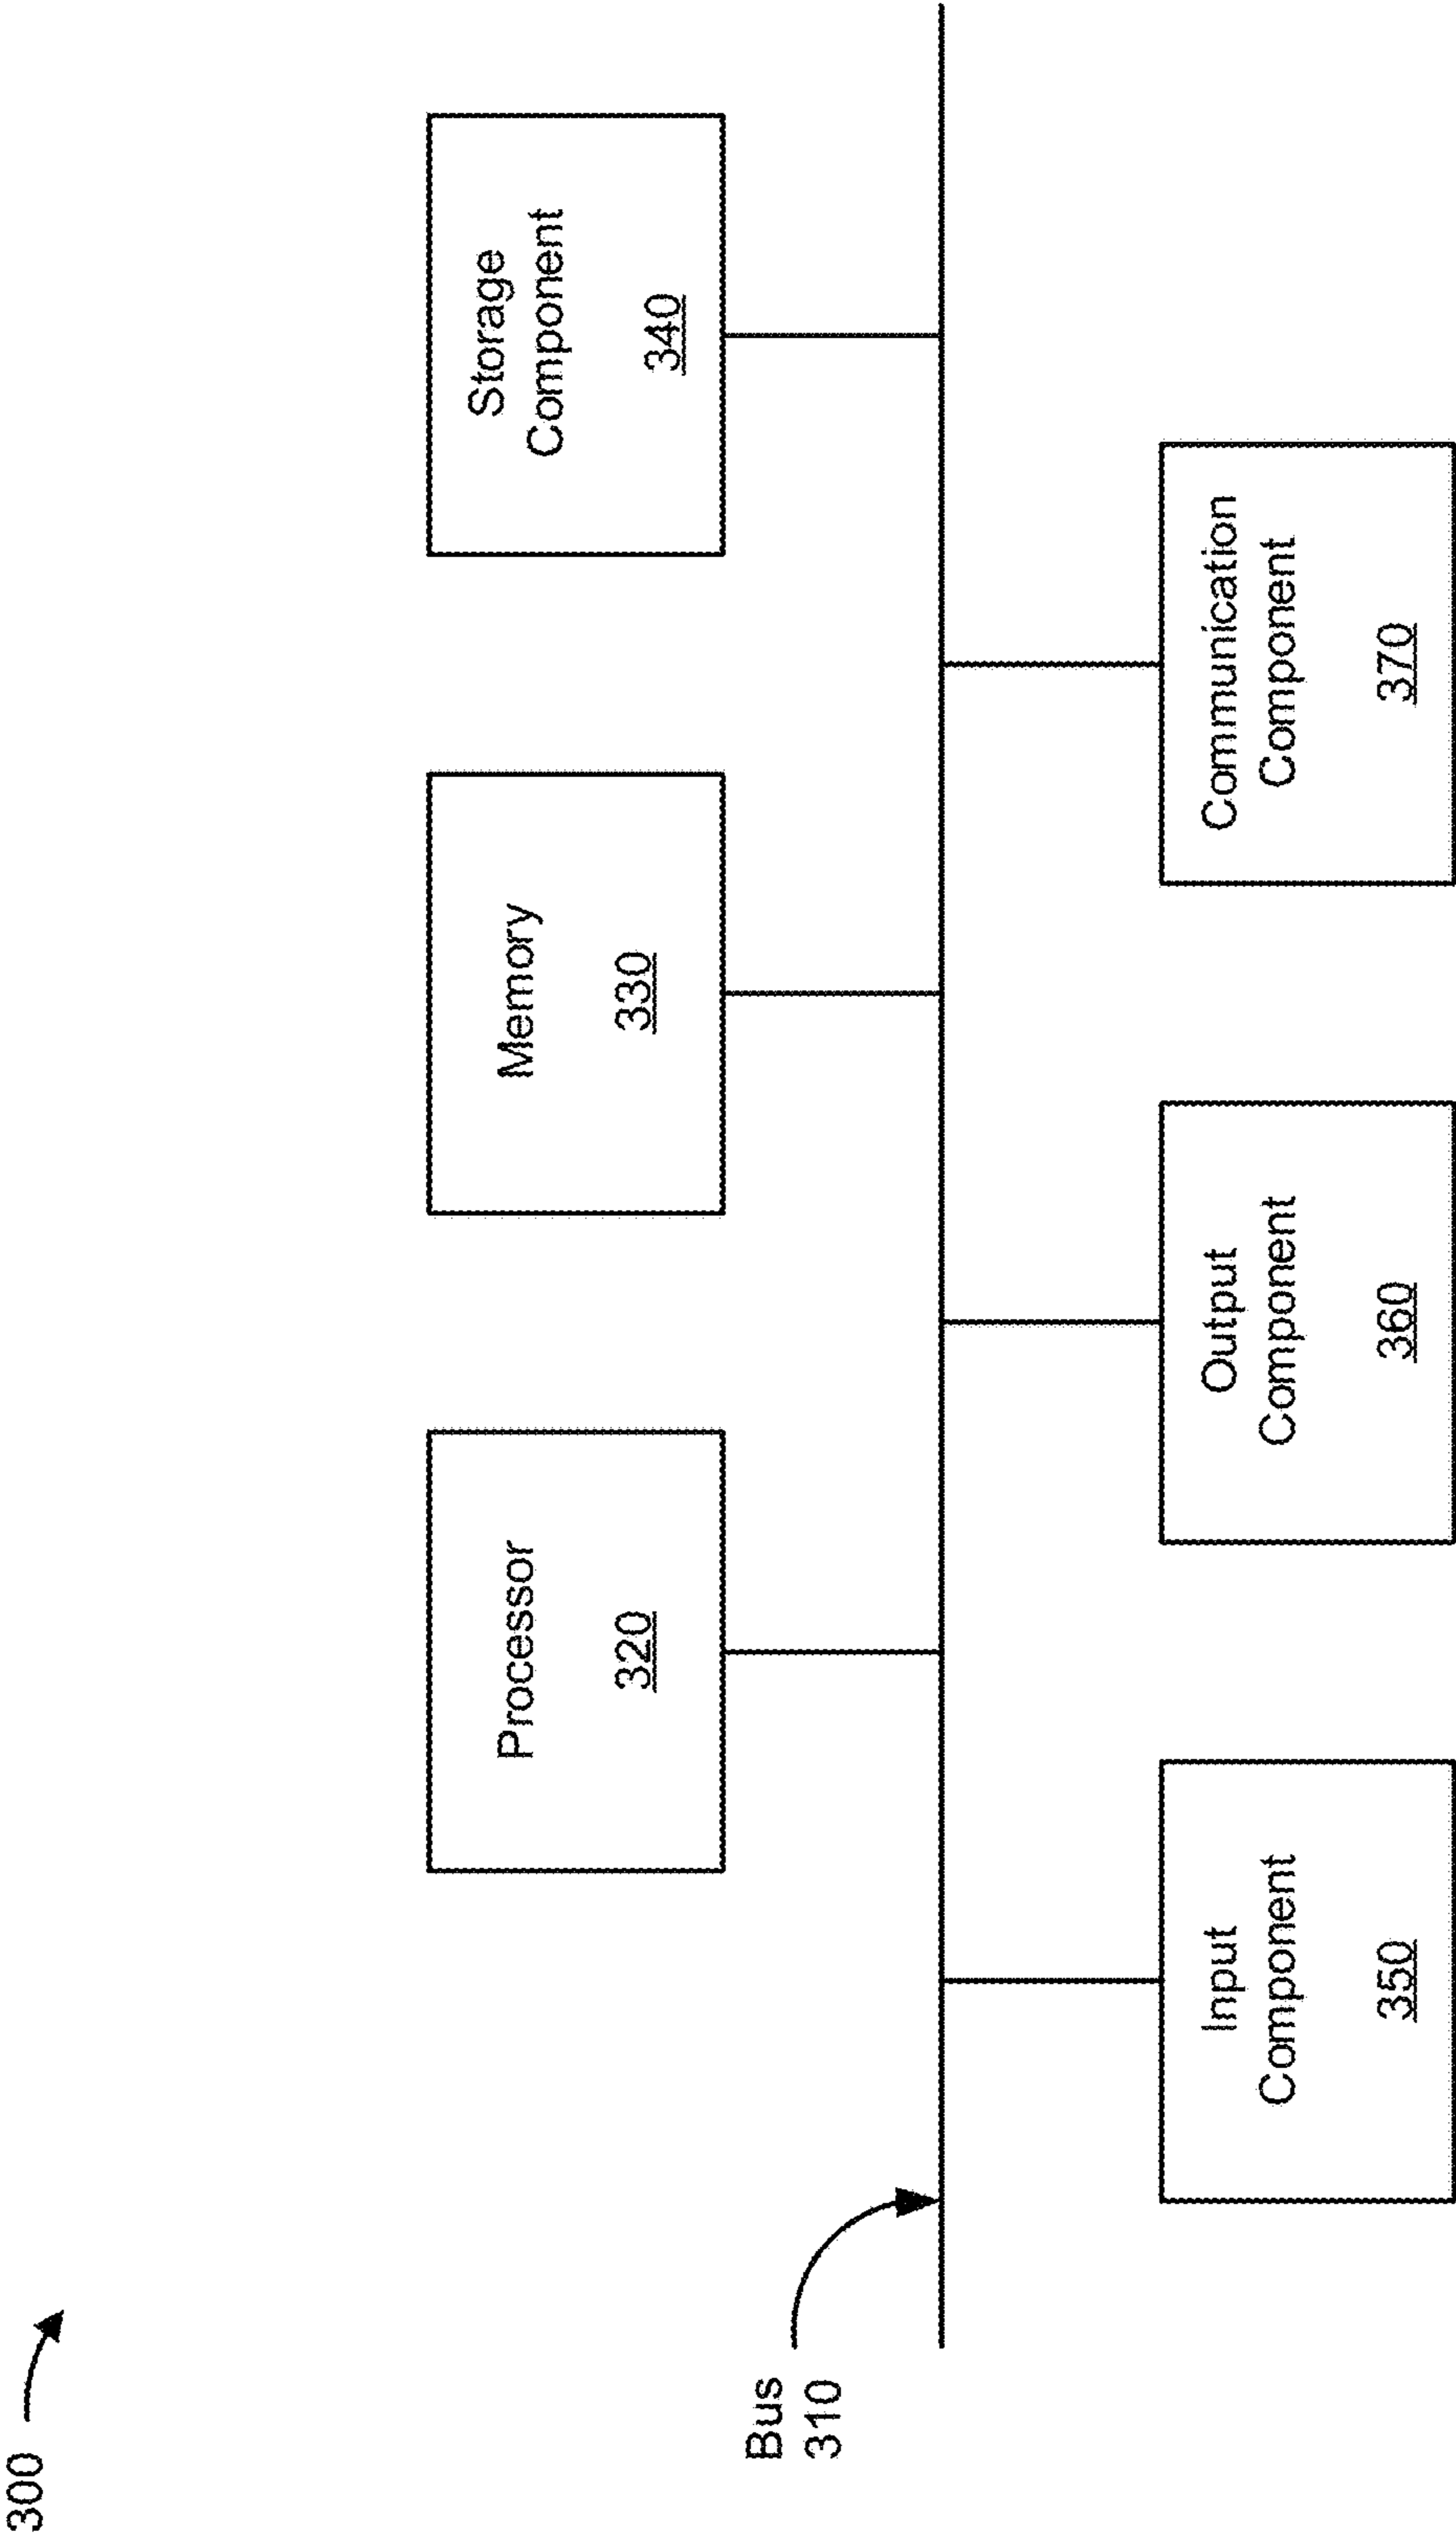 300
Bus
310
Processor
320
Memory
330
Storage
Component
340
Input
Component
350
Output
Component
360
Communication
Component
370